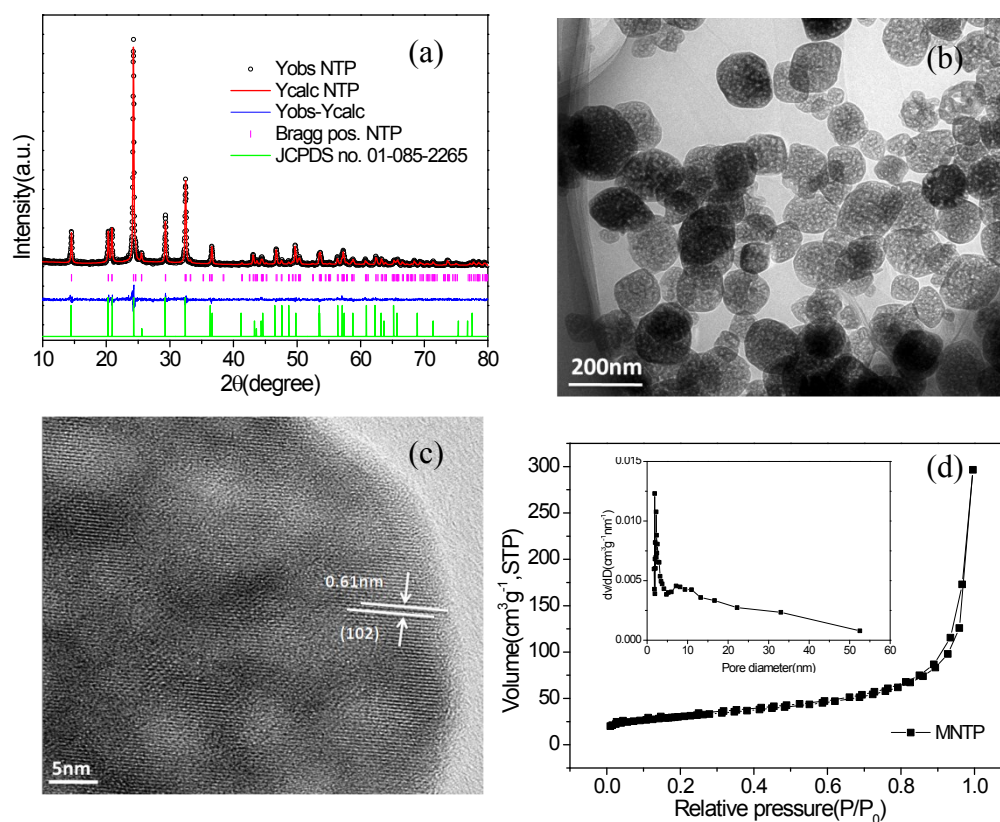 (a)
Yobs NTP
Ycalc NTP
Yobs-Ycalc
Bragg pos. NTP
JCPDS no. 01-085-2265
Intensity(a.u.)
10 20 30 40 50 60 70 80
2θ(degree)
(b)
200nm
(c)
0.61nm
(102)
5nm
(d)
300
250
200
150
100
50
0
Volume(cm³g⁻¹,STP)
0.015
0.010
0.005
0.000
dv/dD(cm³g⁻¹nm⁻¹)
0 10 20 30 40 50 60
Pore diameter(nm)
MNTP
0.0 0.2 0.4 0.6 0.8 1.0
Relative pressure(P/P₀)